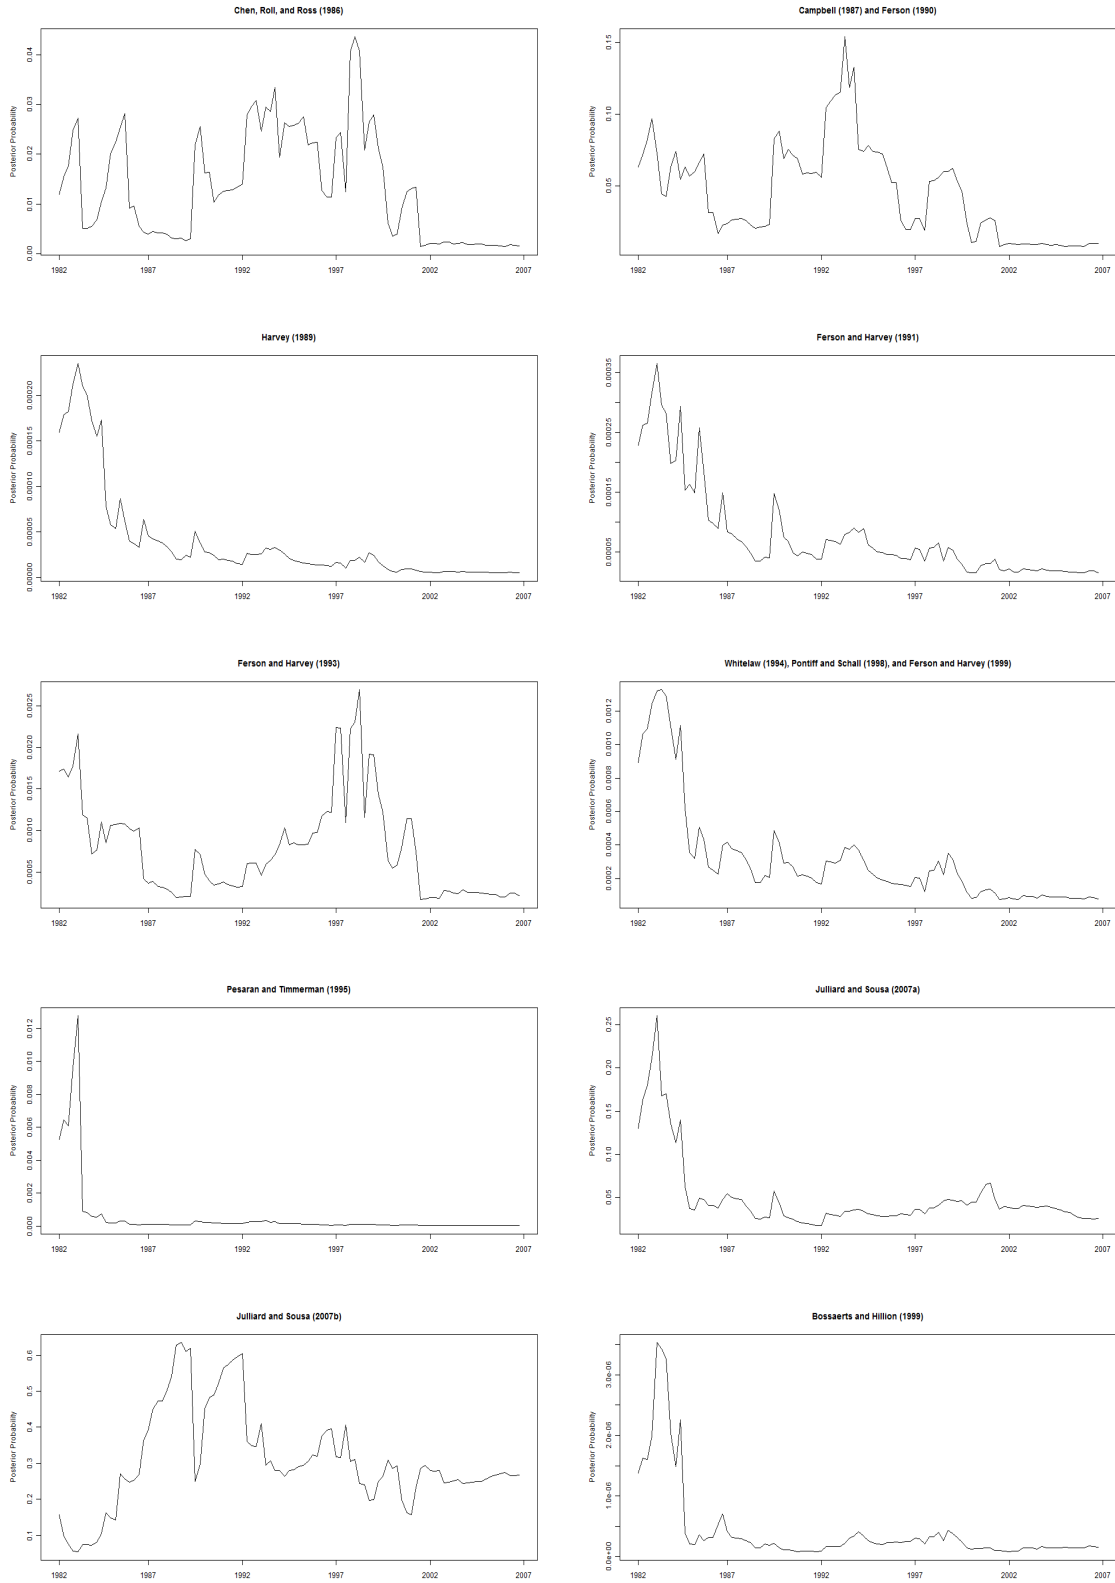 Chen, Roll, and Ross (1986)
Posterior Probability
0.00 0.01 0.02 0.03 0.04
1982 1987 1992 1997 2002 2007
Campbell (1987) and Ferson (1990)
Posterior Probability
0.05 0.10 0.15
1982 1987 1992 1997 2002 2007
Harvey (1989)
Posterior Probability
0.00000 0.00005 0.00010 0.00015 0.00020
1982 1987 1992 1997 2002 2007
Ferson and Harvey (1991)
Posterior Probability
0.00005 0.00015 0.00025 0.00035
1982 1987 1992 1997 2002 2007
Ferson and Harvey (1993)
Posterior Probability
0.0005 0.0010 0.0015 0.0020 0.0025
1982 1987 1992 1997 2002 2007
Whitelaw (1994), Pontiff and Schall (1998), and Ferson and Harvey (1999)
Posterior Probability
0.0002 0.0004 0.0006 0.0008 0.0010 0.0012
1982 1987 1992 1997 2002 2007
Pesaran and Timmerman (1995)
Posterior Probability
0.000 0.002 0.004 0.006 0.008 0.010 0.012
1982 1987 1992 1997 2002 2007
Julliard and Sousa (2007a)
Posterior Probability
0.05 0.10 0.15 0.20 0.25
1982 1987 1992 1997 2002 2007
Julliard and Sousa (2007b)
Posterior Probability
0.1 0.2 0.3 0.4 0.5 0.6
1982 1987 1992 1997 2002 2007
Bossaerts and Hillion (1999)
Posterior Probability
0.0e+00 1.0e-06 2.0e-06 3.0e-06
1982 1987 1992 1997 2002 2007